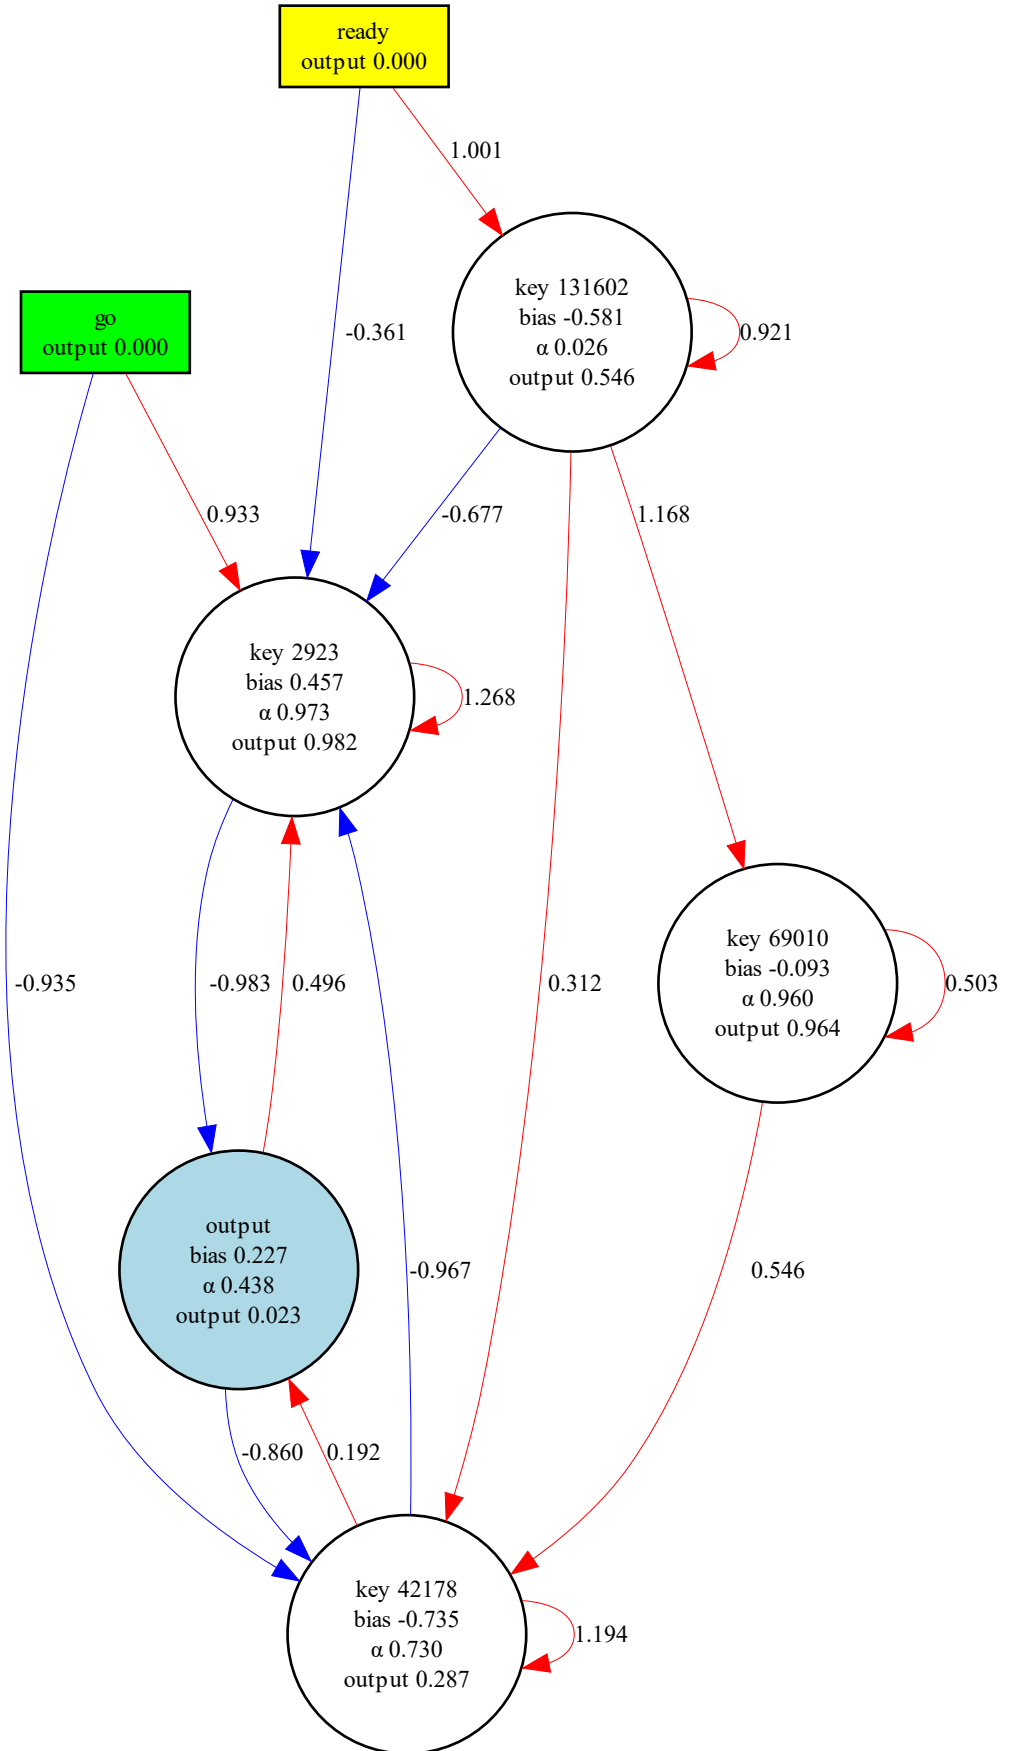 ready
output 0.000
1.001
key 131602
bias -0.581
α 0.026
output 0.546
0.921
-0.361
go
output 0.000
0.933
-0.677
1.168
key 2923
bias 0.457
α 0.973
output 0.982
1.268
key 69010
bias -0.093
α 0.960
output 0.964
0.503
-0.935
-0.983
0.496
0.312
output
bias 0.227
α 0.438
output 0.023
-0.967
0.546
-0.860
0.192
key 42178
bias -0.735
α 0.730
output 0.287
1.194